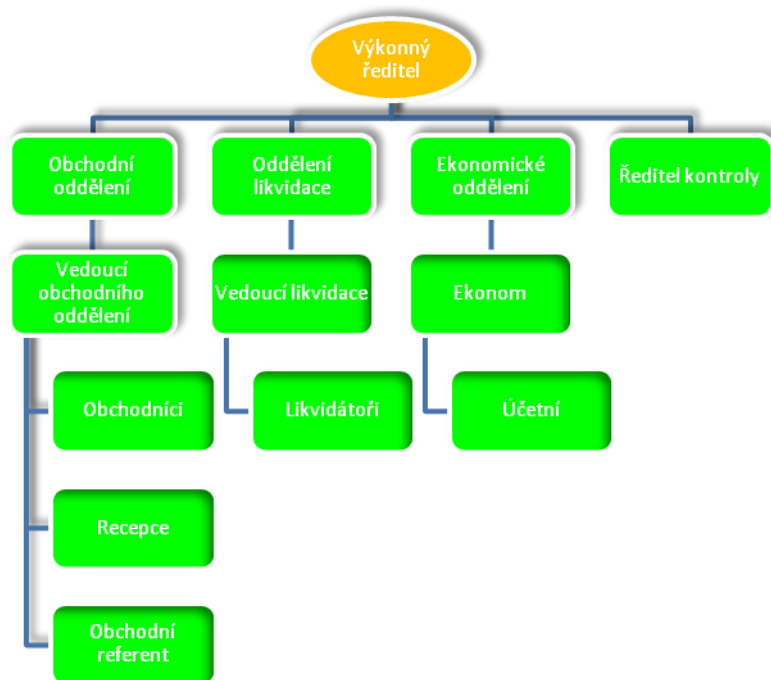 Výkonný
ředitel
Obchodní
oddělení
Oddělení
likvidace
Ekonomické
oddělení
Ředitel kontroly
Vedoucí
obchodního
oddělení
Vedoucí likvidace
Ekonom
Obchodníci
Likvidátoři
Účetní
Recepce
Obchodní
referent